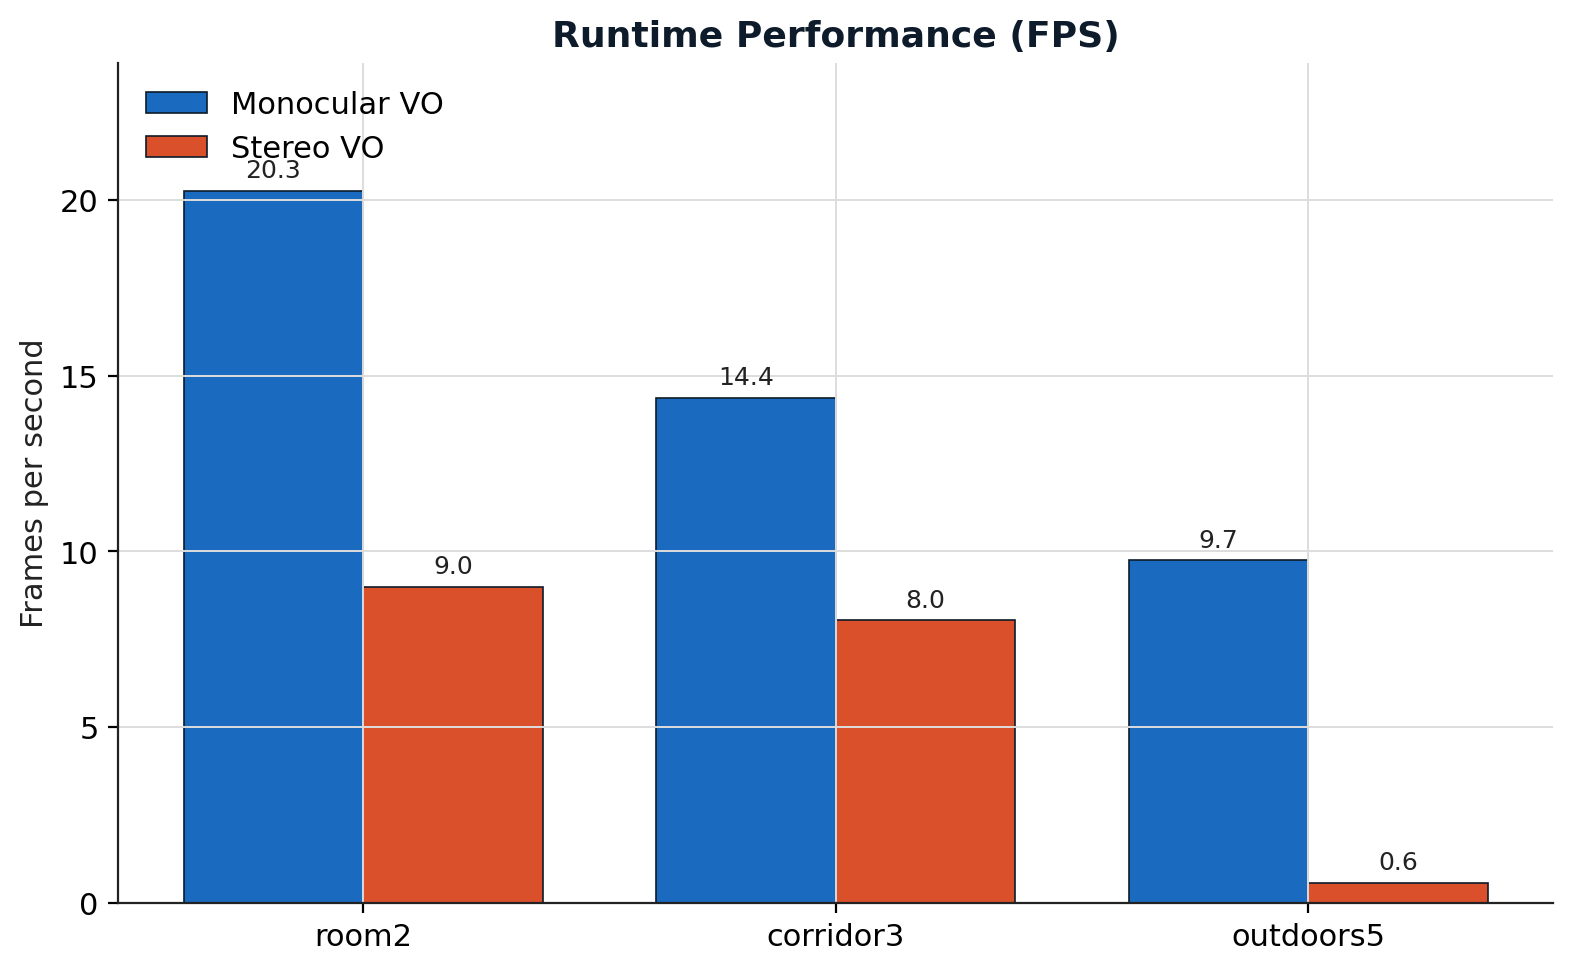 Runtime Performance (FPS)
Monocular VO
Stereo VO
Frames per second
20
15
10
5
0
20.3
9.0
14.4
8.0
9.7
0.6
room2
corridor3
outdoors5